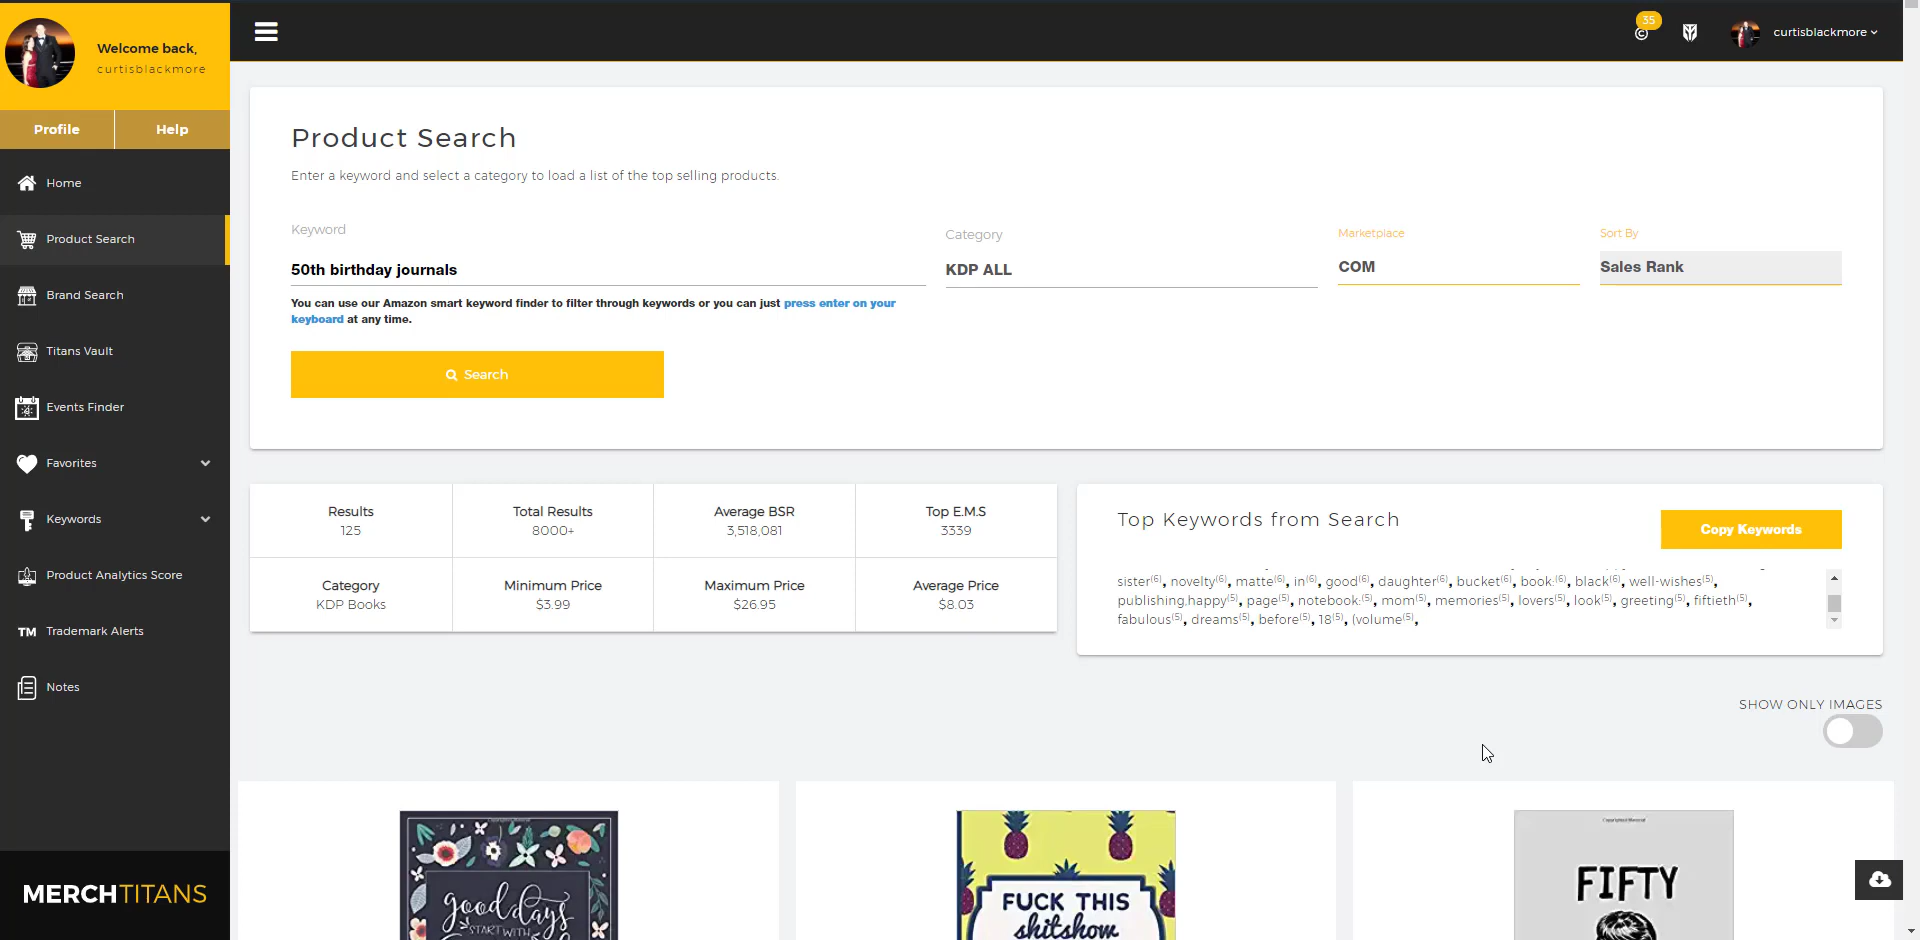 Welcome back,
curtisblackmore
Profile
Help
Home
Product Search
Brand Search
Titans Vault
Events Finder
Favorites
Keywords
Product Analytics Score
TM Trademark Alerts
Notes
MERCHTITANS
35
curtisblackmore
Product Search
Enter a keyword and select a category to load a list of the top selling products.
Keyword
50th birthday journals
You can use our Amazon smart keyword finder to filter through keywords or you can just press enter on your
keyboard at any time.
Category
KDP ALL
Marketplace
COM
Sort By
Sales Rank
Search
Results
125
Total Results
8000+
Average BSR
3,518,081
Top E.M.S
3339
Category
KDP Books
Minimum Price
$3.99
Maximum Price
$26.95
Average Price
$8.03
Top Keywords from Search
Copy Keywords
sister(6), novelty(6), matte(6), in(6), good(6), daughter(6), bucket(6), book:(6), black(6), well-wishes(5),
publishing,happy(5), page(5), notebook:(5), mom(5), memories(5), lovers(5), look(5), greeting(5), fiftieth(5),
fabulous(5), dreams(5), before(5), 18(5), (volume(5),
SHOW ONLY IMAGES
good days
START WITH
FUCK THIS
shitshow
FIFTY